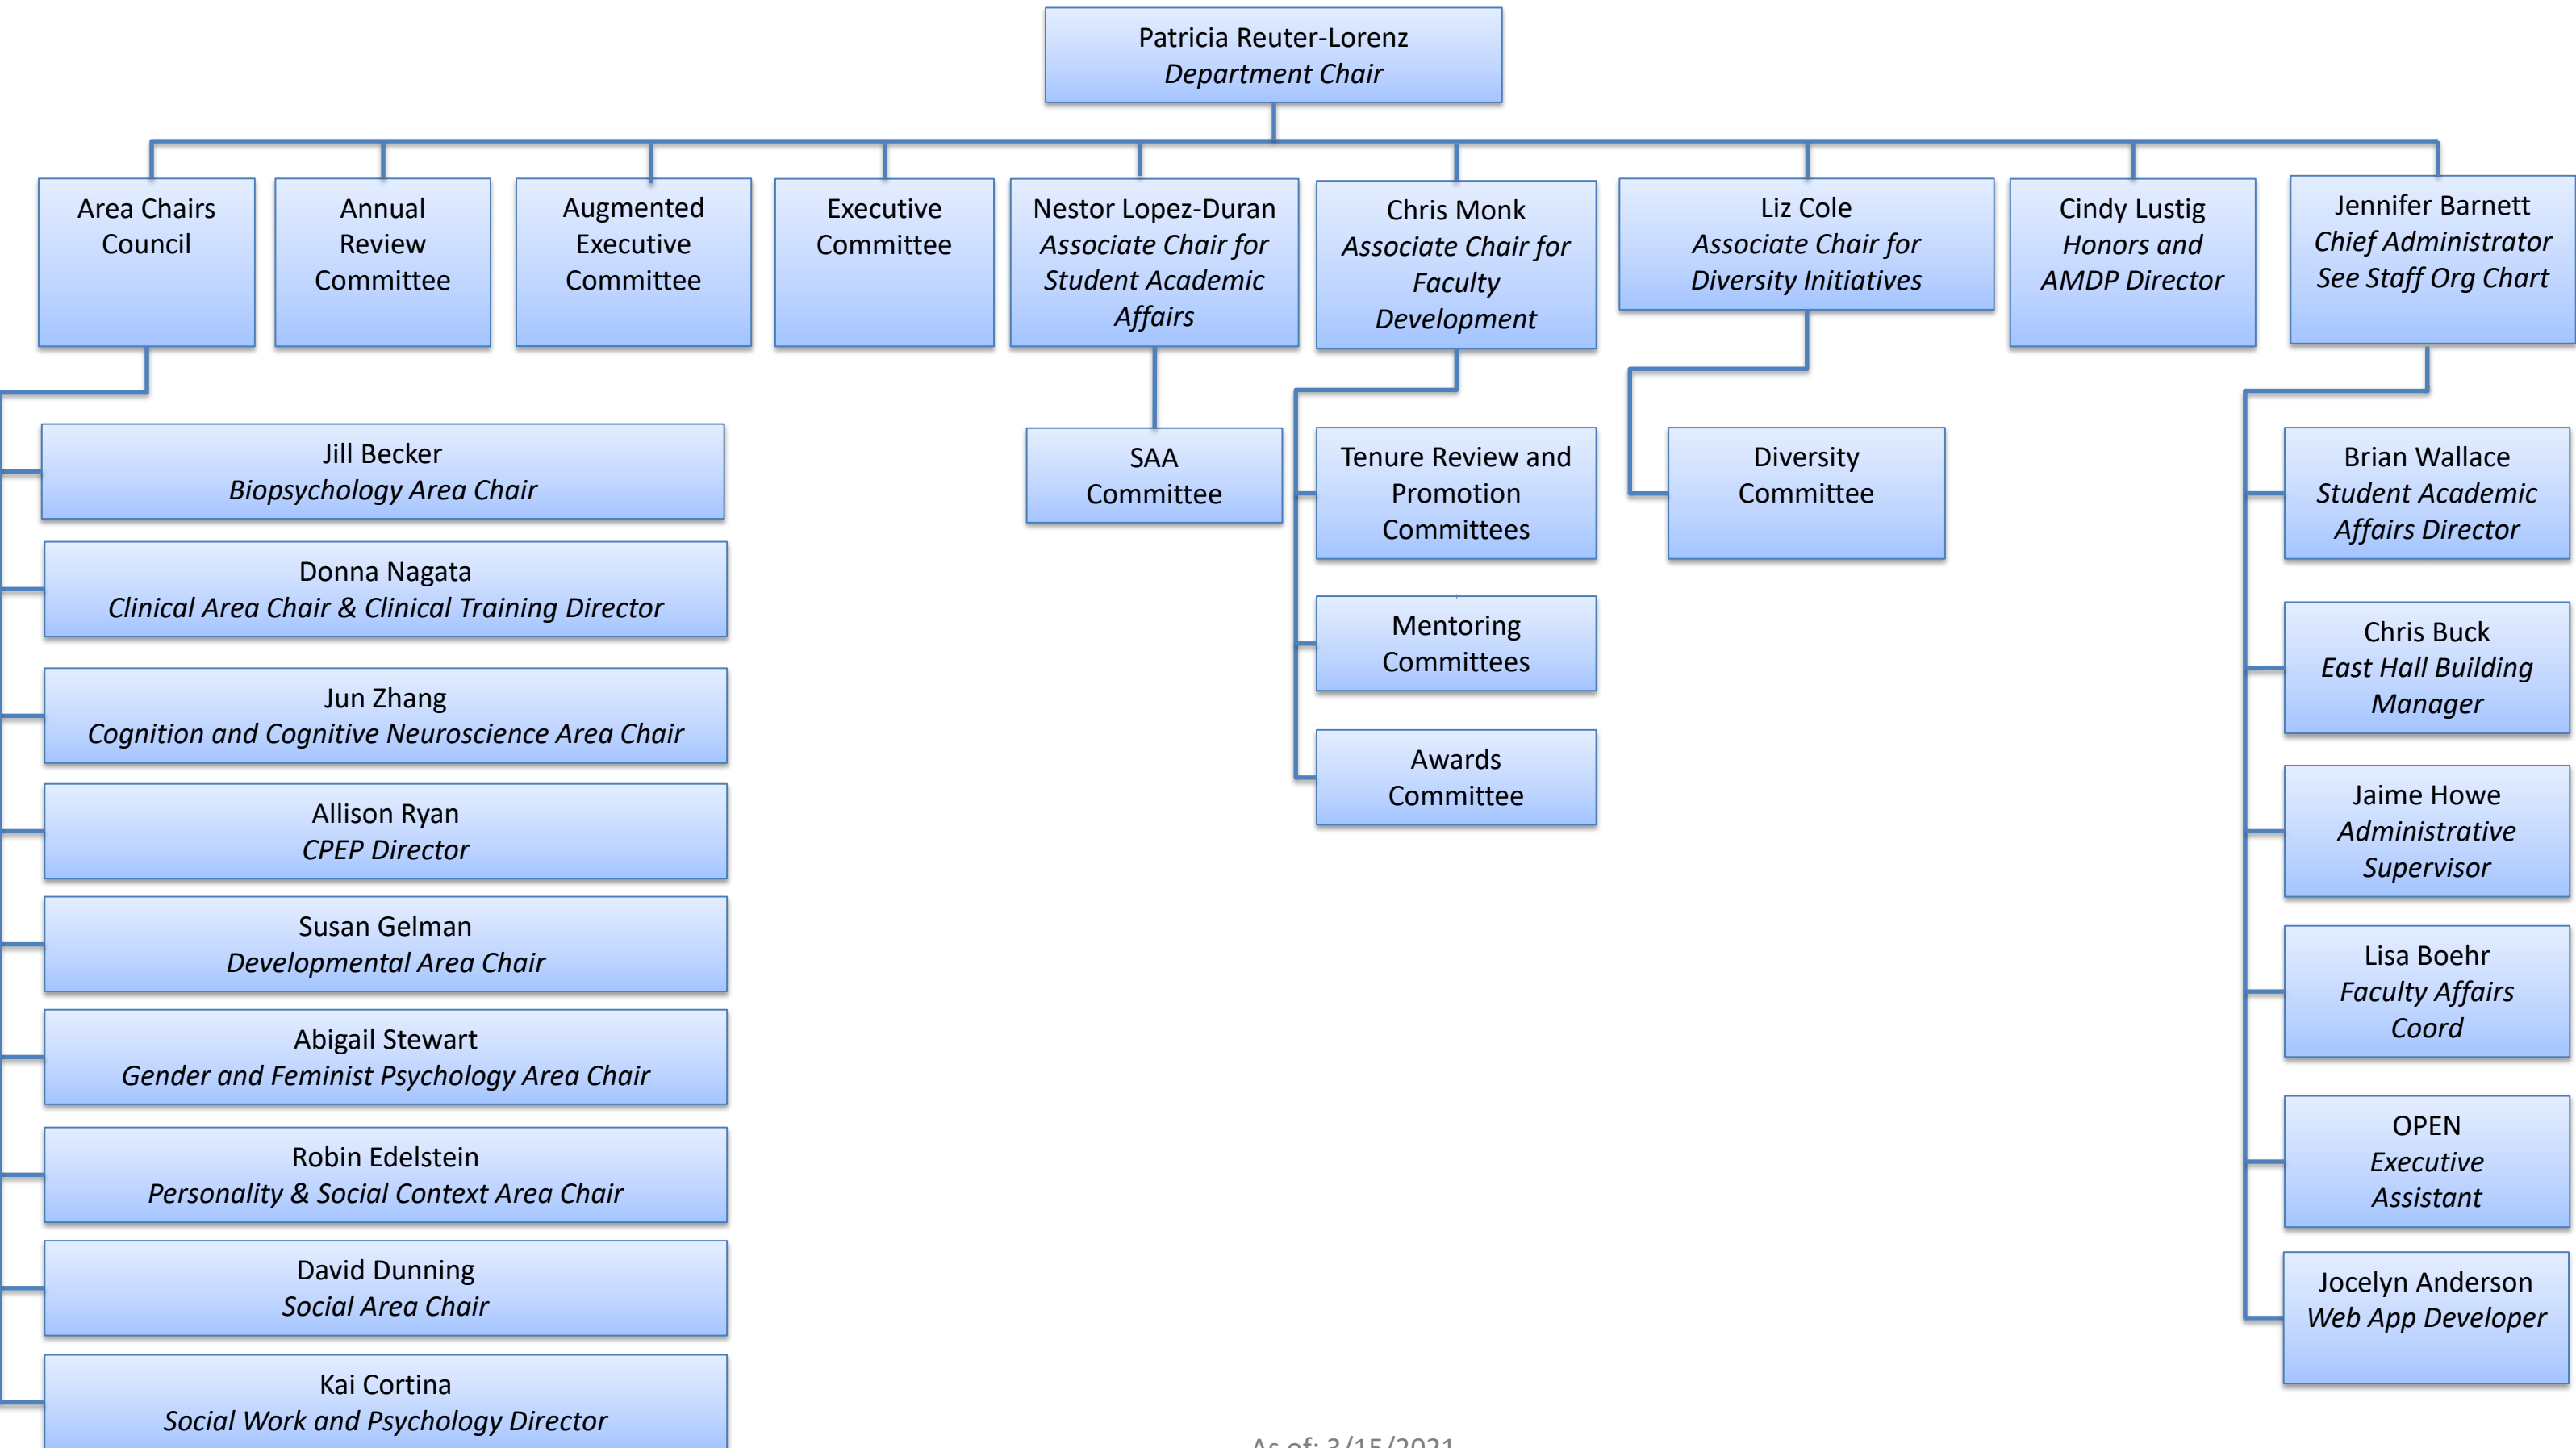 Patricia Reuter-Lorenz
Department Chair
Area Chairs
Council
Annual
Review
Committee
Augmented
Executive
Committee
Executive
Committee
Nestor Lopez-Duran
Associate Chair for
Student Academic
Affairs
Chris Monk
Associate Chair for
Faculty
Development
Liz Cole
Associate Chair for
Diversity Initiatives
Cindy Lustig
Honors and
AMDP Director
Jennifer Barnett
Chief Administrator
See Staff Org Chart
Jill Becker
Biopsychology Area Chair
Donna Nagata
Clinical Area Chair & Clinical Training Director
Jun Zhang
Cognition and Cognitive Neuroscience Area Chair
Allison Ryan
CPEP Director
Susan Gelman
Developmental Area Chair
Abigail Stewart
Gender and Feminist Psychology Area Chair
Robin Edelstein
Personality & Social Context Area Chair
David Dunning
Social Area Chair
Kai Cortina
Social Work and Psychology Director
SAA
Committee
Tenure Review and
Promotion
Committees
Mentoring
Committees
Awards
Committee
Diversity
Committee
Brian Wallace
Student Academic
Affairs Director
Chris Buck
East Hall Building
Manager
Jaime Howe
Administrative
Supervisor
Lisa Boehr
Faculty Affairs
Coord
OPEN
Executive
Assistant
Jocelyn Anderson
Web App Developer
As of: 3/15/2021